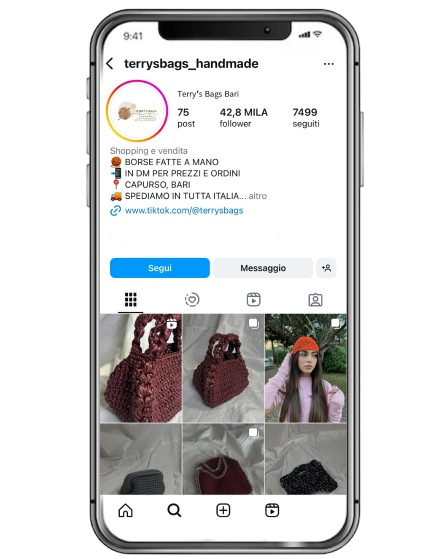 9:41
terrysbags_handmade
Terry's Bags Bari
75 42,8 MILA 7499
post follower seguiti
Shopping e vendita
BORSE FATTE A MANO
IN DM PER PREZZI E ORDINI
CAPURSO, BARI
SPEDIAMO IN TUTTA ITALIA... altro
www.tiktok.com/@terrysbags
Segui Messaggio